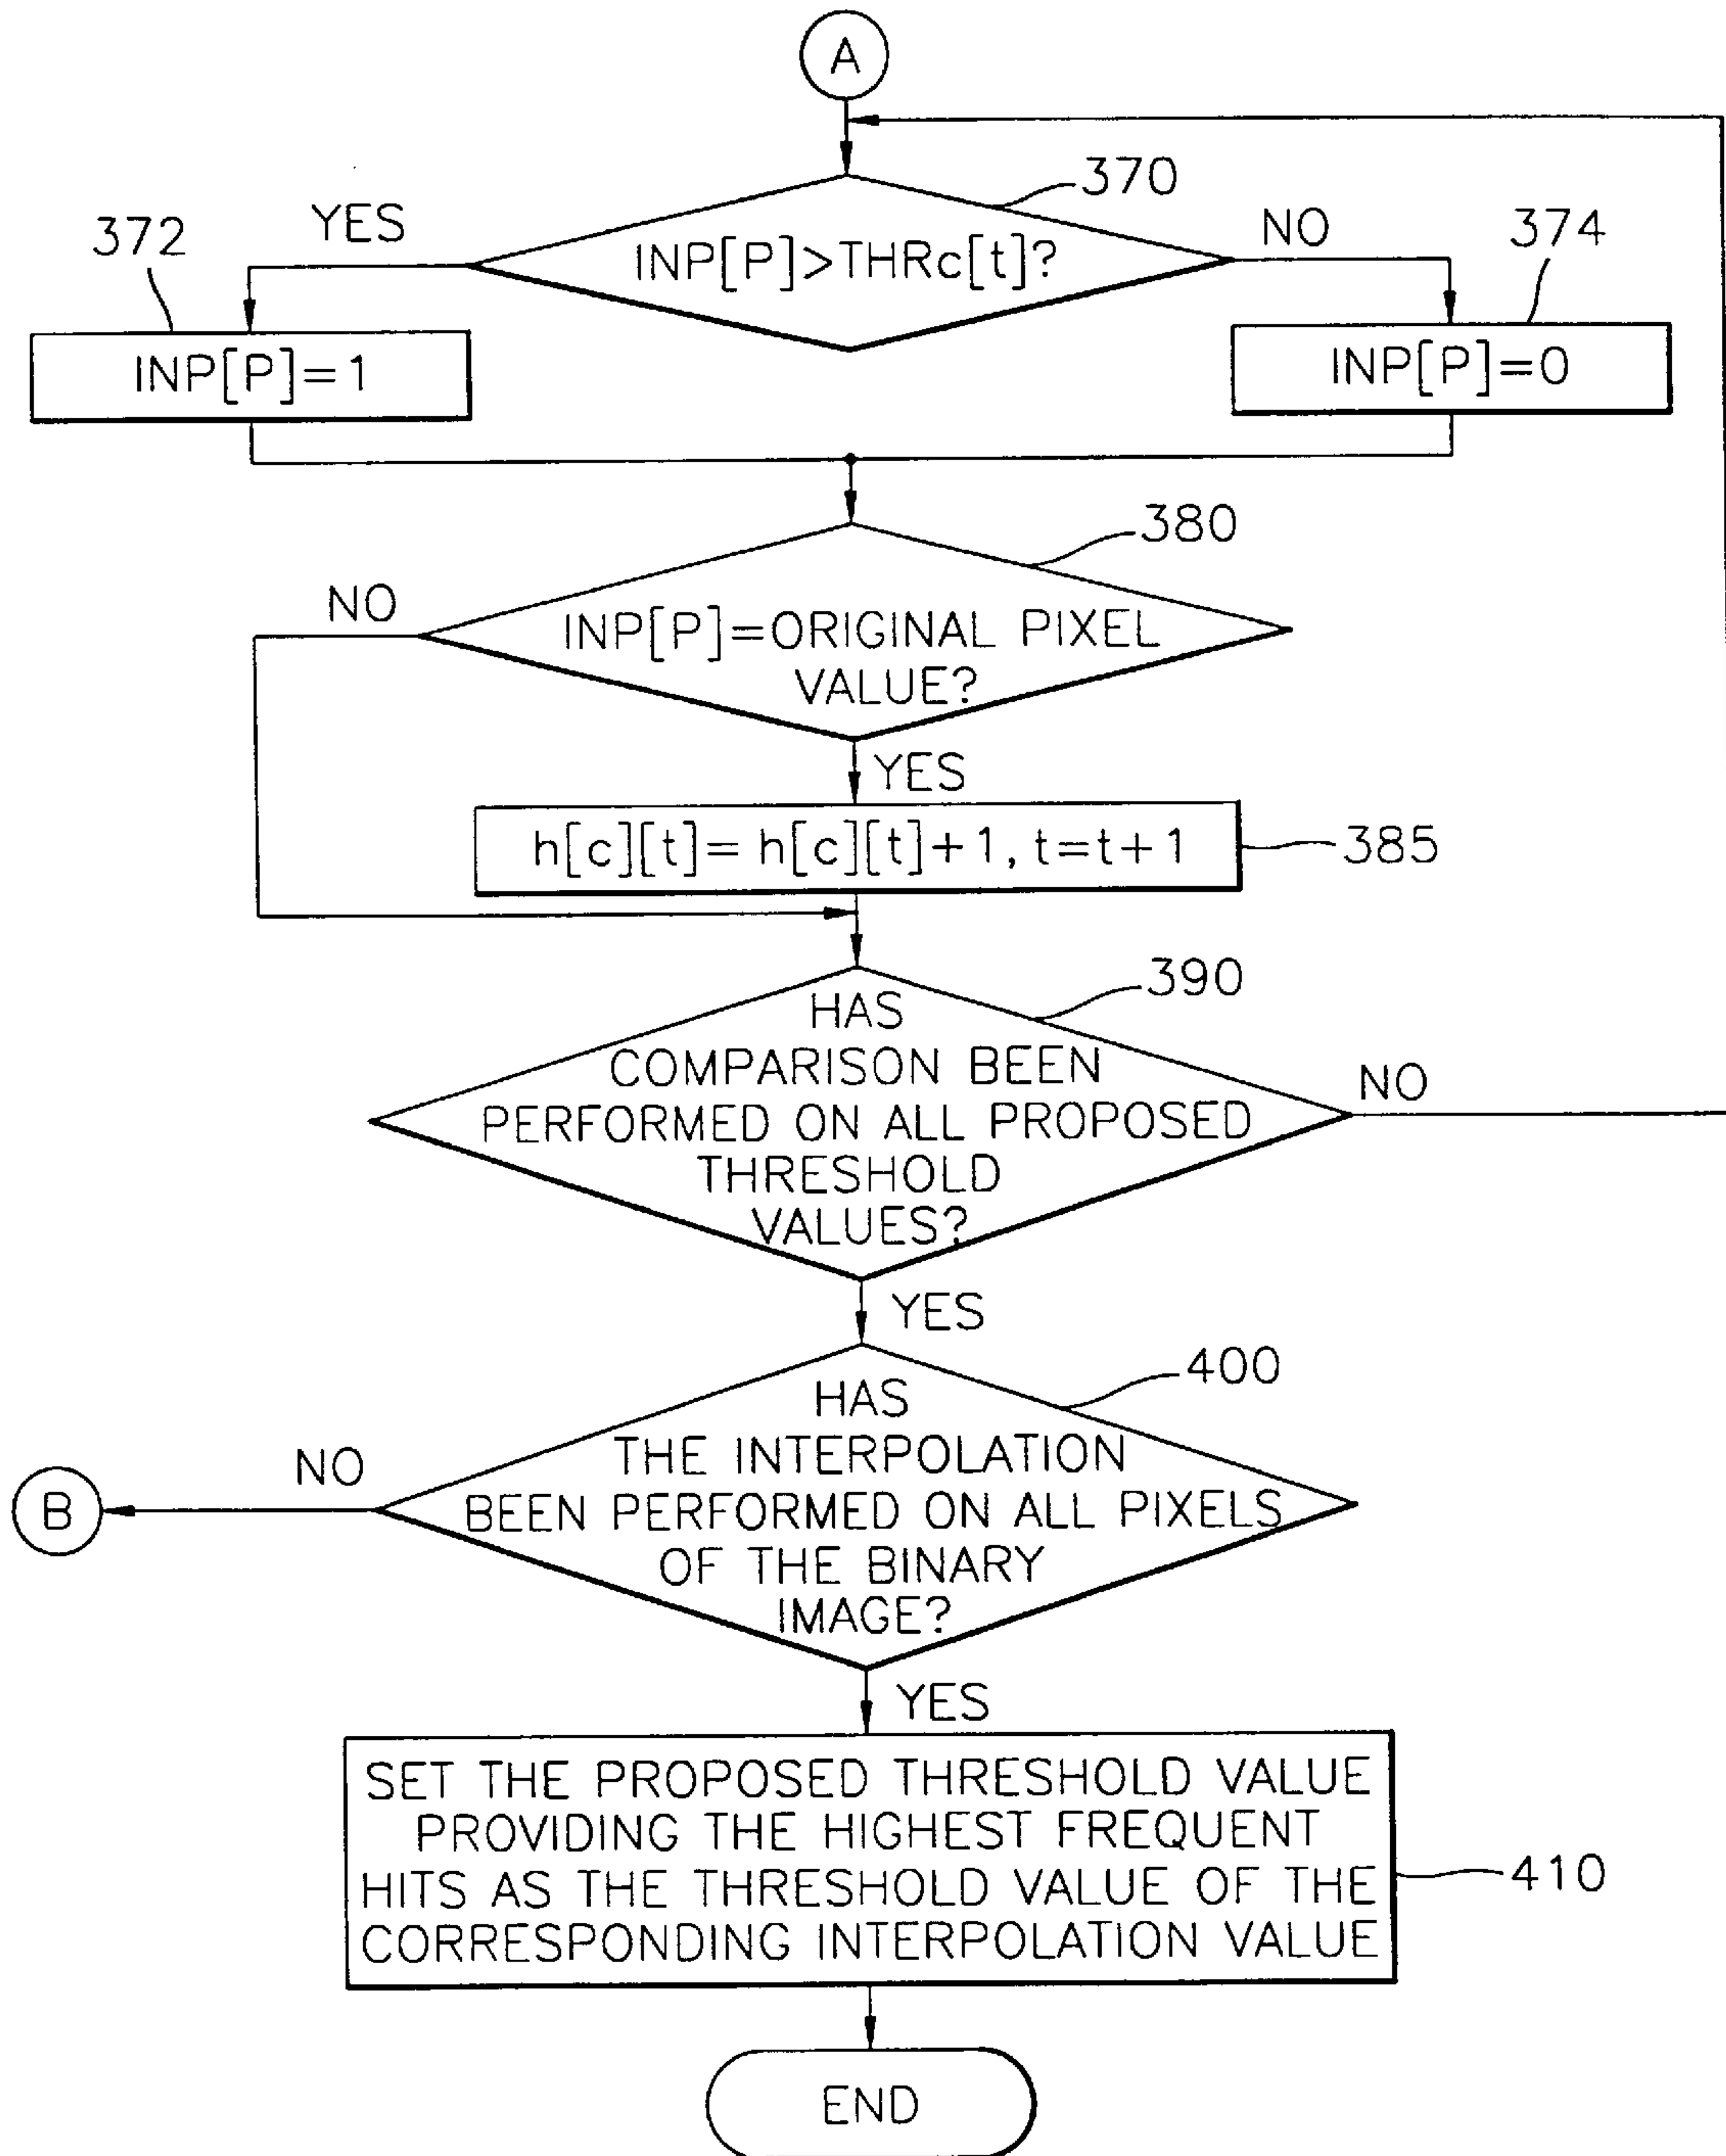 A
370
YES
NO
372
374
INP[P]>THRc[t]?
INP[P]=1
INP[P]=0
380
NO
INP[P]=ORIGINAL PIXEL
VALUE?
YES
h[c][t]= h[c][t]+1, t=t+1
385
390
HAS
COMPARISON BEEN
PERFORMED ON ALL PROPOSED
THRESHOLD
VALUES?
NO
YES
400
HAS
THE INTERPOLATION
BEEN PERFORMED ON ALL PIXELS
OF THE BINARY
IMAGE?
NO
B
YES
SET THE PROPOSED THRESHOLD VALUE
PROVIDING THE HIGHEST FREQUENT
HITS AS THE THRESHOLD VALUE OF THE
CORRESPONDING INTERPOLATION VALUE
410
END